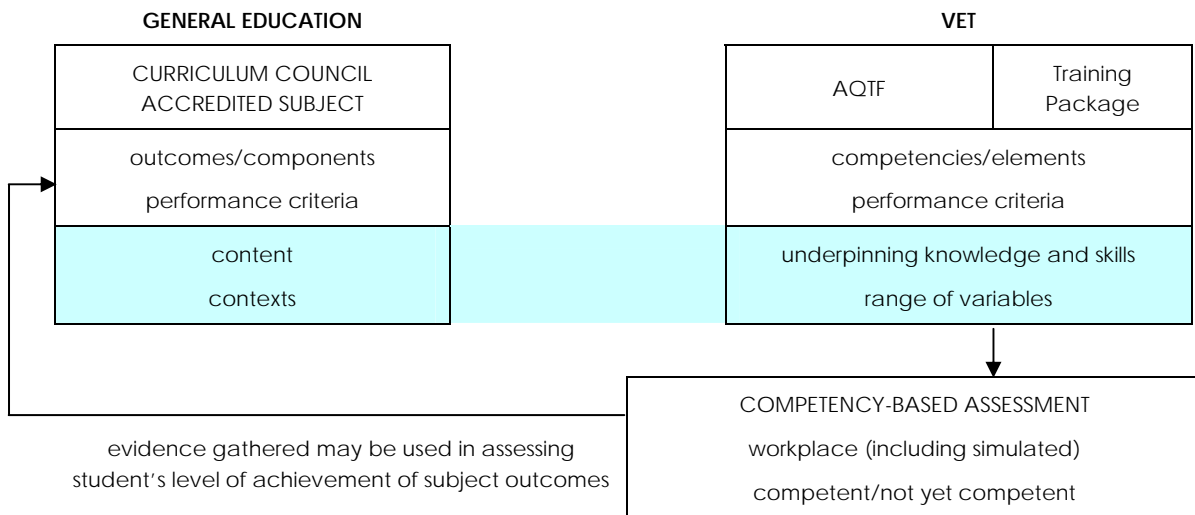 GENERAL EDUCATION
CURRICULUM COUNCIL
ACCREDITED SUBJECT
outcomes/components
performance criteria
content
contexts
VET
AQTF
Training
Package
competencies/elements
performance criteria
underpinning knowledge and skills
range of variables
COMPETENCY-BASED ASSESSMENT
workplace (including simulated)
competent/not yet competent
evidence gathered may be used in assessing
student’s level of achievement of subject outcomes